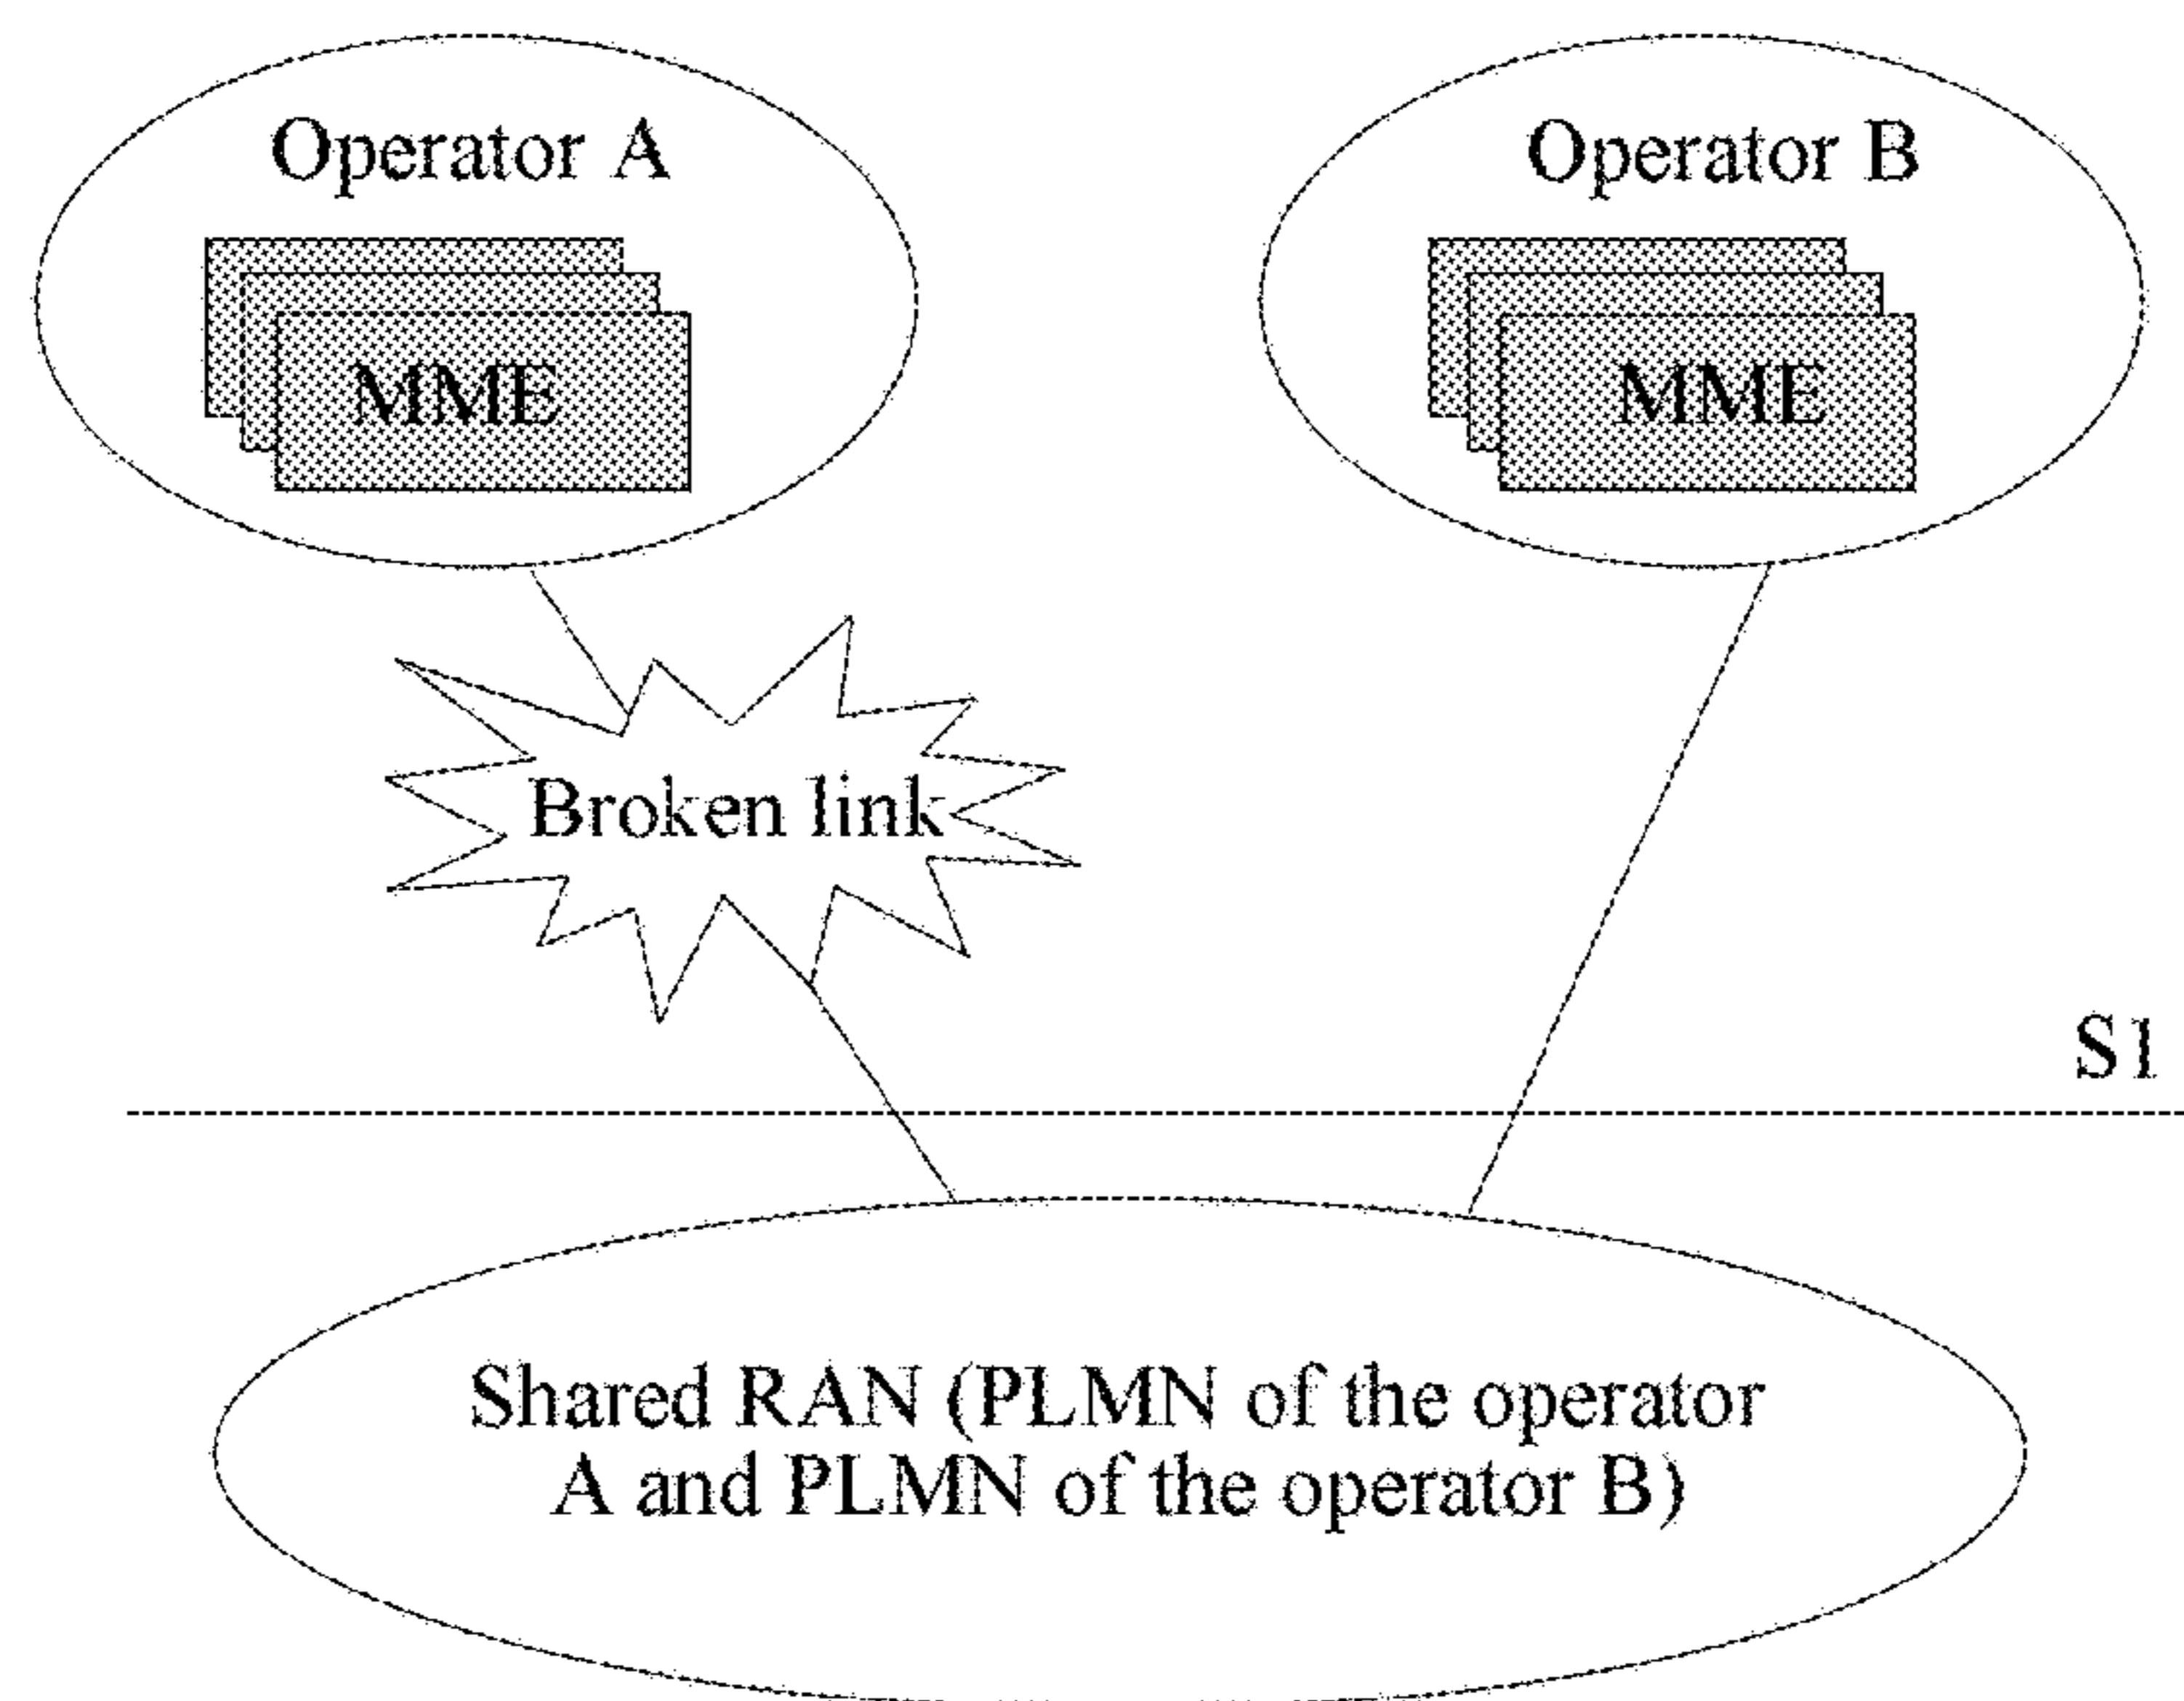 Operator A
Operator B
MME
MME
Broken link
S1
Shared RAN (PLMN of the operator
A and PLMN of the operator B)